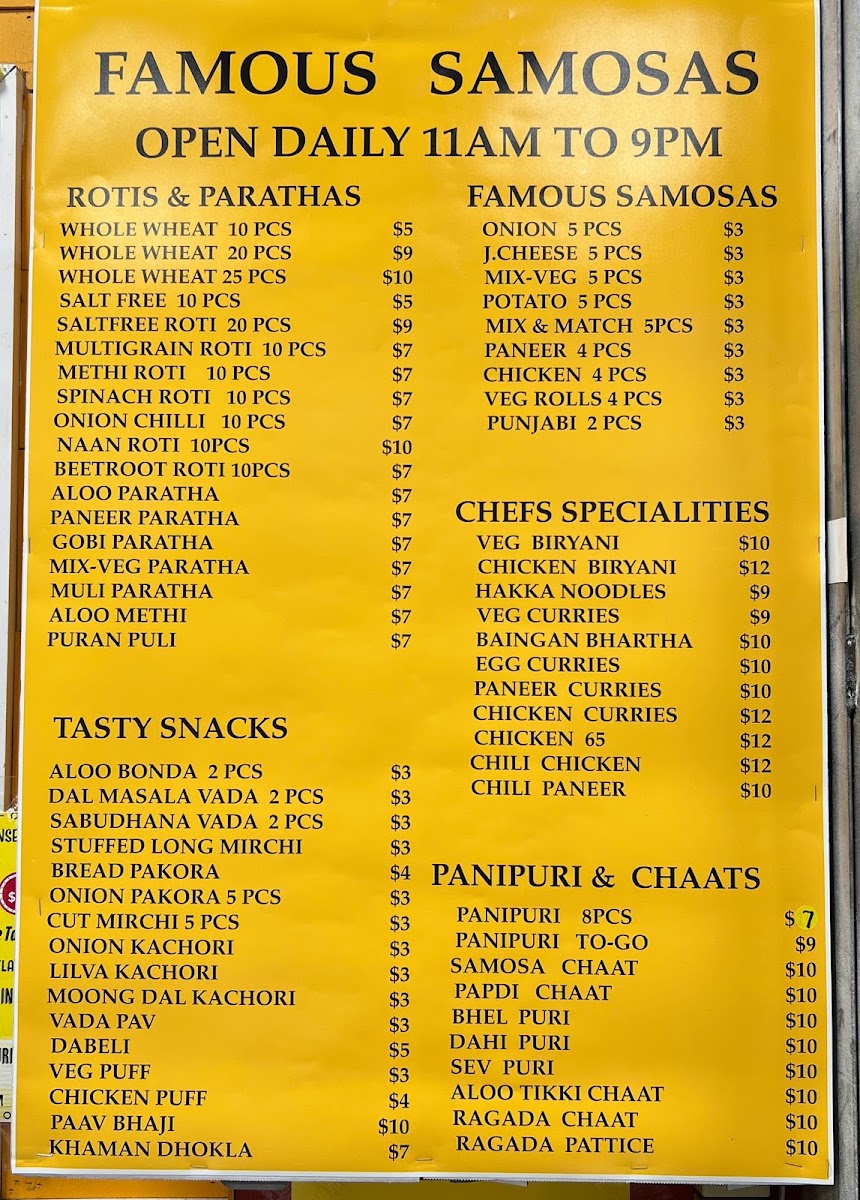 FAMOUS SAMOSAS
OPEN DAILY 11AM TO 9PM
ROTIS & PARATHAS
WHOLE WHEAT 10 PCS $5
WHOLE WHEAT 20 PCS $9
WHOLE WHEAT 25 PCS $10
SALT FREE 10 PCS $5
SALTFREE ROTI 20 PCS $9
MULTIGRAIN ROTI 10 PCS $7
METHI ROTI 10 PCS $7
SPINACH ROTI 10 PCS $7
ONION CHILLI 10 PCS $7
NAAN ROTI 10PCS $10
BEETROOT ROTI 10PCS $7
ALOO PARATHA $7
PANEER PARATHA $7
GOBI PARATHA $7
MIX-VEG PARATHA $7
MULI PARATHA $7
ALOO METHI $7
PURAN PULI $7
TASTY SNACKS
ALOO BONDA 2 PCS $3
DAL MASALA VADA 2 PCS $3
SABUDHANA VADA 2 PCS $3
STUFFED LONG MIRCHI $3
BREAD PAKORA $4
ONION PAKORA 5 PCS $3
CUT MIRCHI 5 PCS $3
ONION KACHORI $3
LILVA KACHORI $3
MOONG DAL KACHORI $3
VADA PAV $3
DABELI $5
VEG PUFF $3
CHICKEN PUFF $4
PAAV BHAJI $10
KHAMAN DHOKLA $7
FAMOUS SAMOSAS
ONION 5 PCS $3
J.CHEESE 5 PCS $3
MIX-VEG 5 PCS $3
POTATO 5 PCS $3
MIX & MATCH 5PCS $3
PANEER 4 PCS $3
CHICKEN 4 PCS $3
VEG ROLLS 4 PCS $3
PUNJABI 2 PCS $3
CHEFS SPECIALITIES
VEG BIRYANI $10
CHICKEN BIRYANI $12
HAKKA NOODLES $9
VEG CURRIES $9
BAINGAN BHARTHA $10
EGG CURRIES $10
PANEER CURRIES $10
CHICKEN CURRIES $12
CHICKEN 65 $12
CHILI CHICKEN $12
CHILI PANEER $10
PANIPURI & CHAATS
PANIPURI 8PCS $7
PANIPURI TO-GO $9
SAMOSA CHAAT $10
PAPDI CHAAT $10
BHEL PURI $10
DAHI PURI $10
SEV PURI $10
ALOO TIKKI CHAAT $10
RAGADA CHAAT $10
RAGADA PATTICE $10